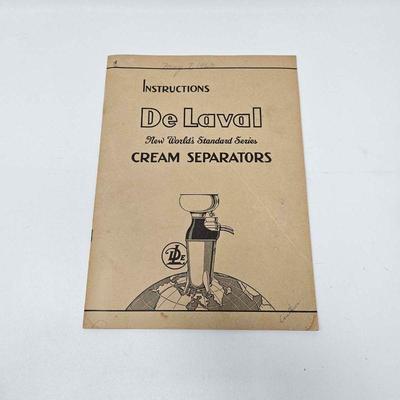 INSTRUCTIONS
De Laval
New World's Standard Series
CREAM SEPARATORS